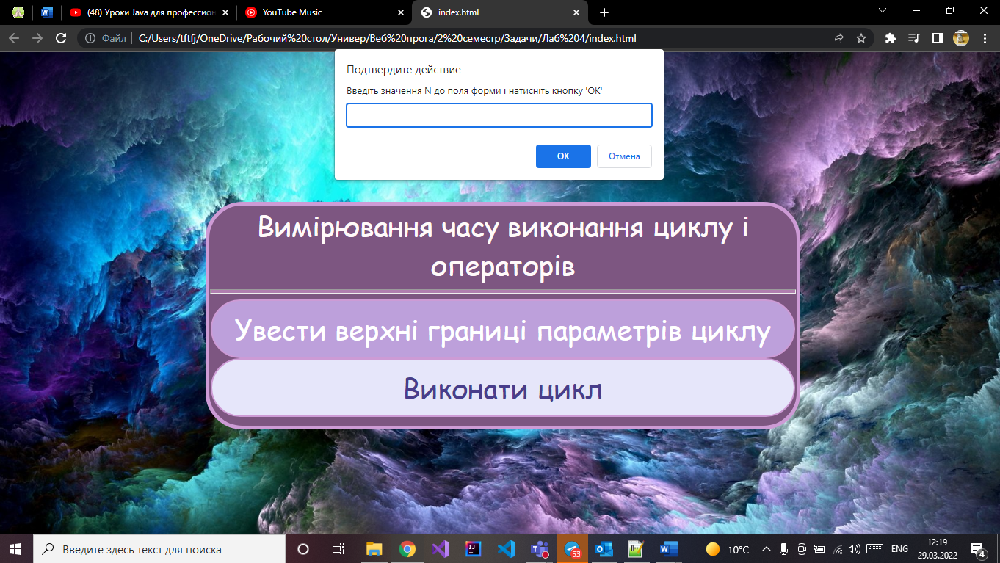 (48) Уроки Java для профессион
YouTube Music
index.html
Файл
C:/Users/tftfj/OneDrive/Рабочий%20стол/Универ/Веб%20прога/2%20семестр/Задачи/Лаб%204/index.html
Подтвердите действие
Введіть значення N до поля форми і натисніть кнопку 'OK'
ОК
Отмена
Вимірювання часу виконання циклу і
операторів
Увести верхні границі параметрів циклу
Виконати цикл
Введите здесь текст для поиска
53
10°C
ENG
12:19
29.03.2022
4